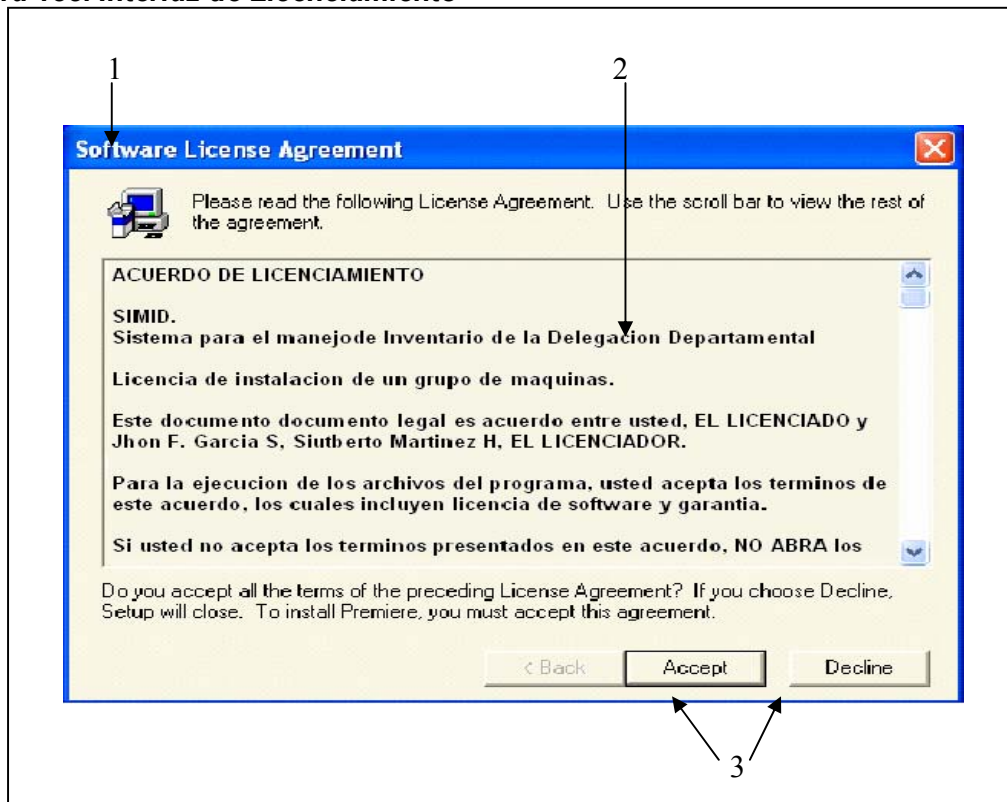 Interfaz de Licenciamiento
1
2
Software License Agreement
Please read the following License Agreement. Use the scroll bar to view the rest of
the agreement.
ACUERDO DE LICENCIAMIENTO
SIMID.
Sistema para el manejode Inventario de la Delegacion Departamental
Licencia de instalacion de un grupo de maquinas.
Este documento documento legal es acuerdo entre usted, EL LICENCIADO y
Jhon F. Garcia S, Siutberto Martinez H, EL LICENCIADOR.
Para la ejecucion de los archivos del programa, usted acepta los terminos de
este acuerdo, los cuales incluyen licencia de software y garantia.
Si usted no acepta los terminos presentados en este acuerdo, NO ABRA los
Do you accept all the terms of the preceding License Agreement? If you choose Decline,
Setup will close. To install Premiere, you must accept this agreement.
< Back Accept Decline
3